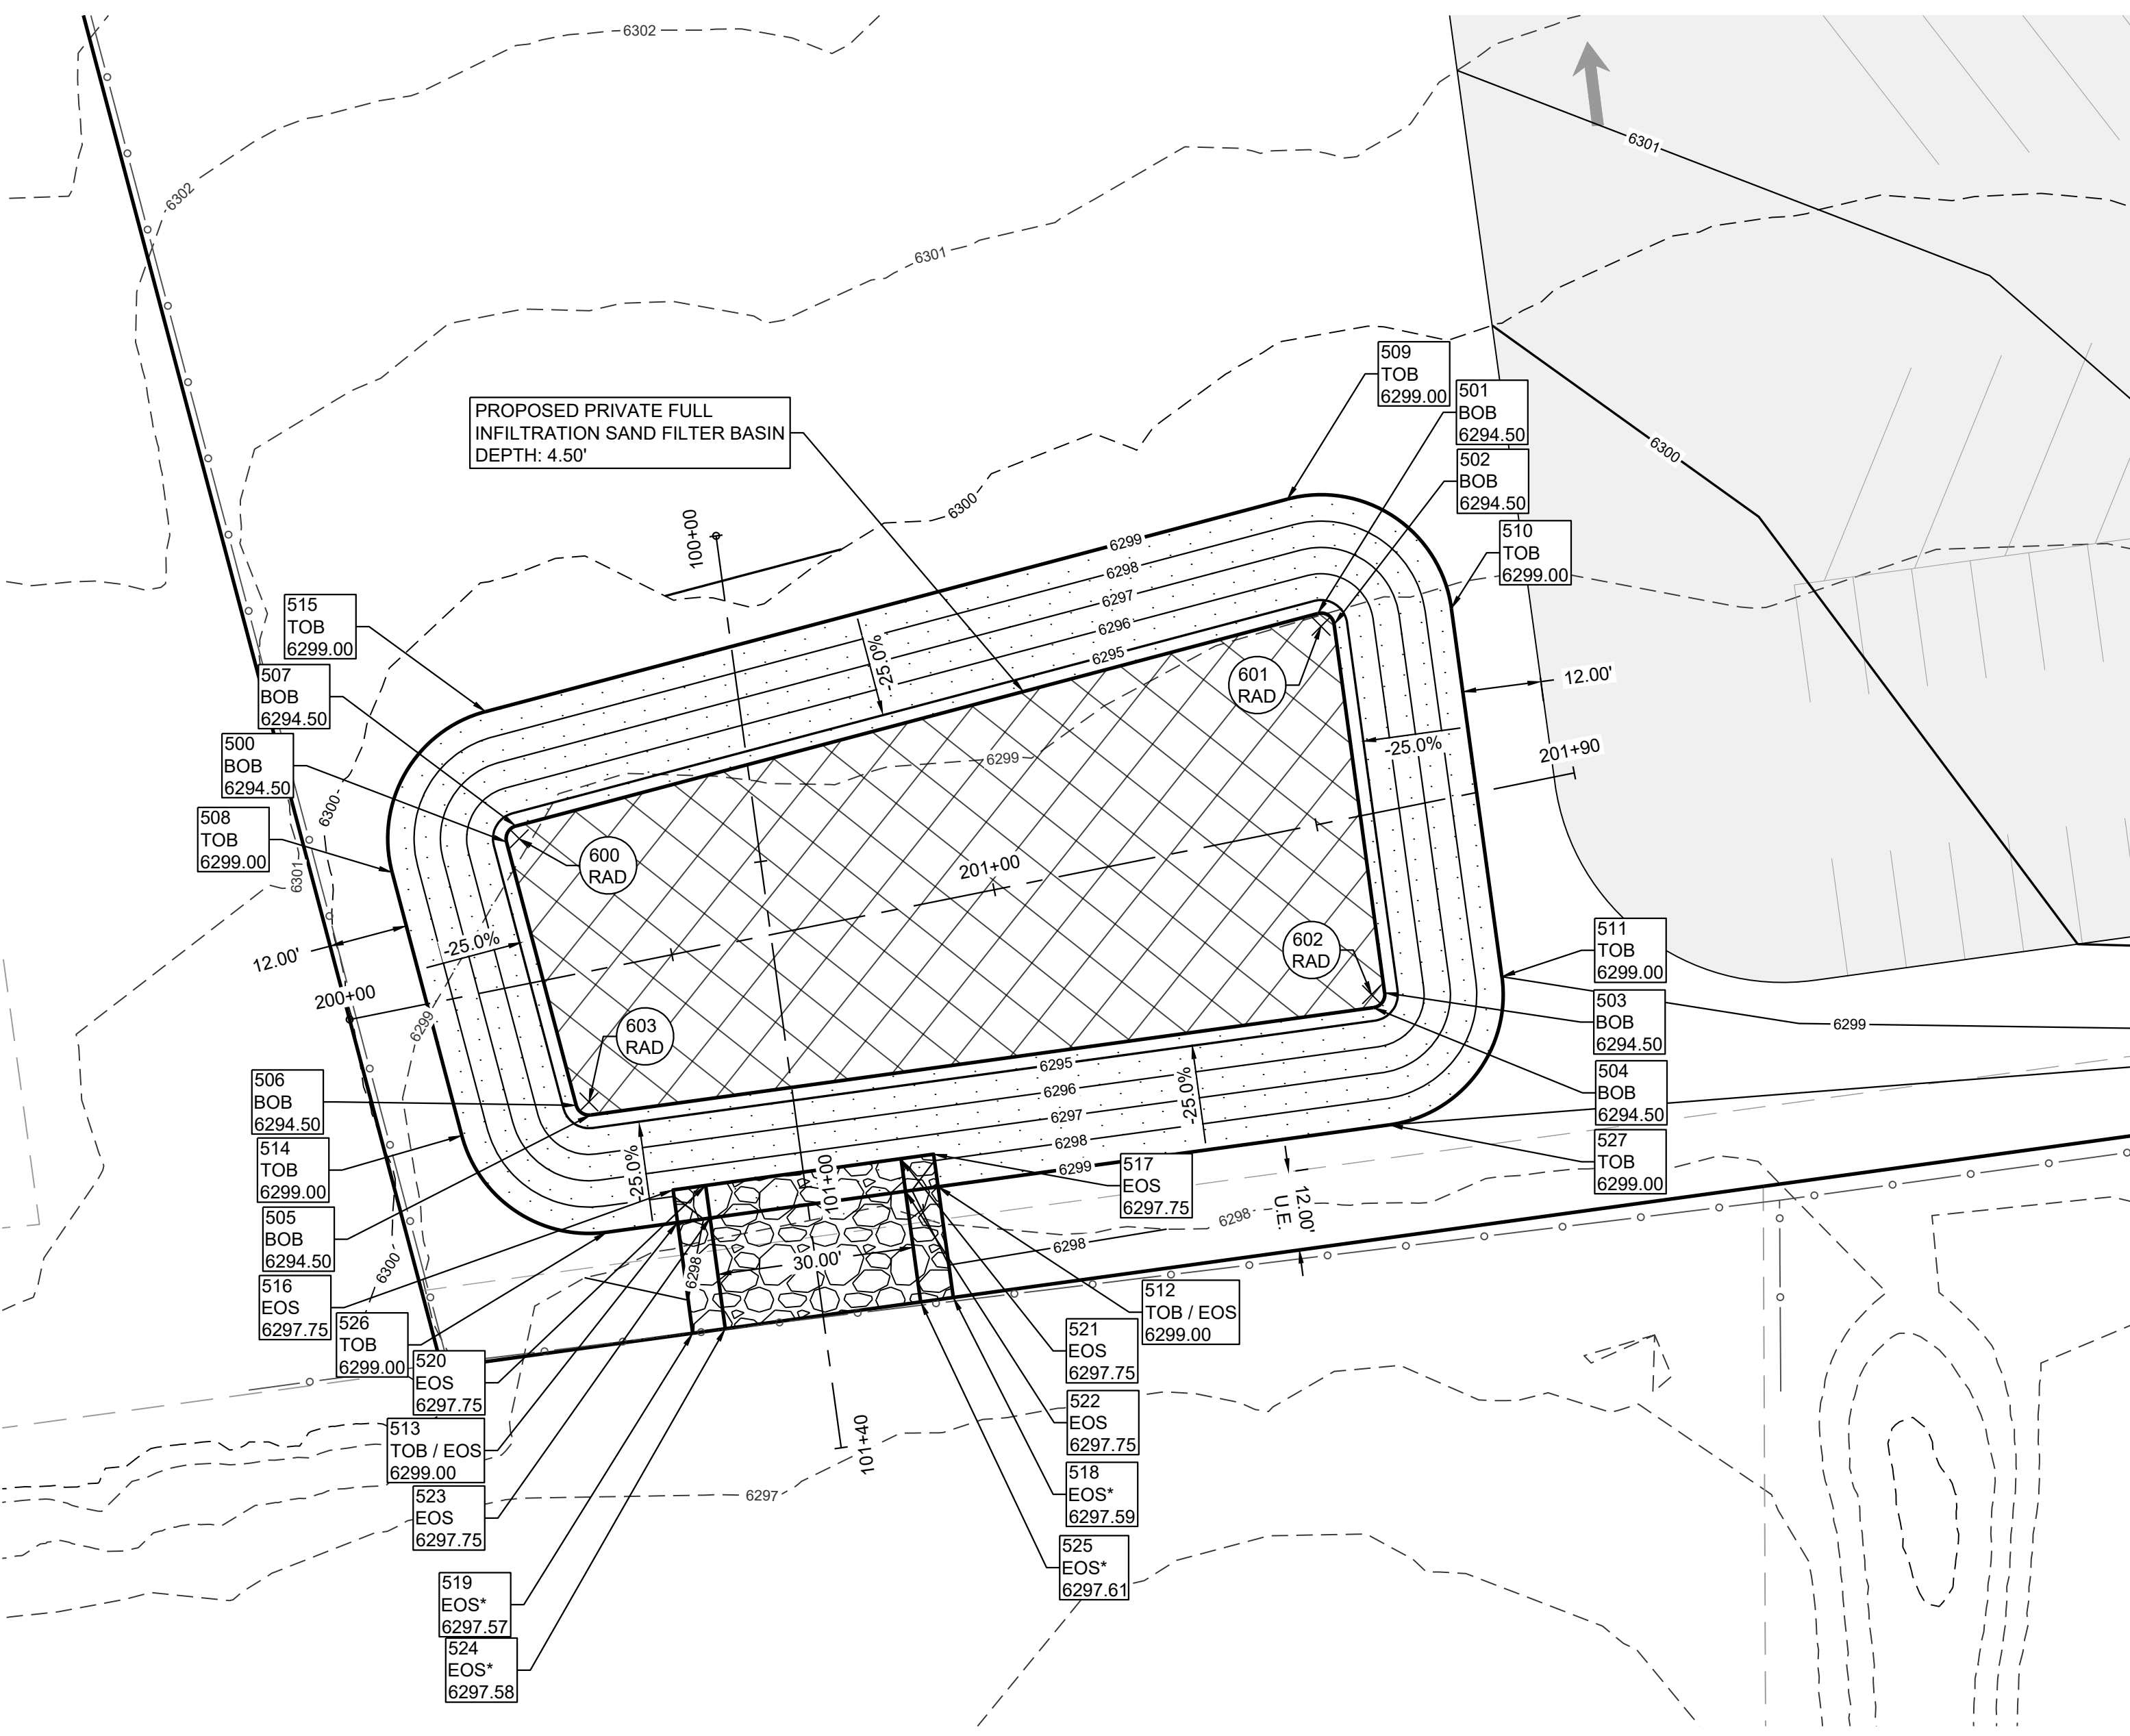 6302
6301
6302
6301
6300
509
TOB
6299.00
501
BOB
6294.50
PROPOSED PRIVATE FULL
INFILTRATION SAND FILTER BASIN
DEPTH: 4.50'
502
BOB
6294.50
6300
100+00
510
TOB
6299.00
6299
6298
6297
6296
6295
515
TOB
6299.00
-25.0%
507
BOB
6294.50
601
RAD
12.00'
500
BOB
6294.50
-25.0%
201+90
6299
6300
508
TOB
6299.00
6301
600
RAD
201+00
-25.0%
12.00'
602
RAD
511
TOB
6299.00
200+00
6299
603
RAD
503
BOB
6294.50
6299
506
BOB
6294.50
6295
6296
6297
6298
6299
-25.0%
504
BOB
6294.50
514
TOB
6299.00
-25.0%
101+00
517
EOS
6297.75
527
TOB
6299.00
505
BOB
6294.50
12.00'
U.E.
6298
6298
6300
6298
30.00'
516
EOS
6297.75
512
TOB / EOS
6299.00
526
TOB
6299.00
521
EOS
6297.75
520
EOS
6297.75
522
EOS
6297.75
513
TOB / EOS
6299.00
101+40
518
EOS*
6297.59
523
EOS
6297.75
6297
525
EOS*
6297.61
519
EOS*
6297.57
524
EOS*
6297.58